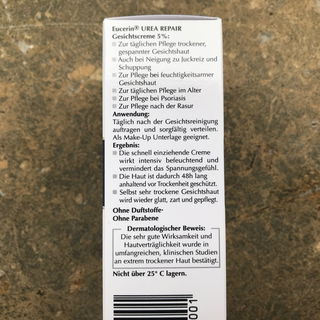 Eucerin® UREA REPAIR
Gesichtscreme 5%:
Zur täglichen Pflege trockener,
gespannter Gesichtshaut
Auch bei Neigung zu Juckreiz und
Schuppung
Zur Pflege bei feuchtigkeitsarmer
Gesichtshaut
Zur täglichen Pflege im Alter
Zur Pflege bei Psoriasis
Zur Pflege nach der Rasur
Anwendung:
Täglich nach der Gesichtsreinigung
auftragen und sorgfältig verteilen.
Als Make-Up Unterlage geeignet.
Ergebnis:
Die schnell einziehende Creme
wirkt intensiv befeuchtend und
vermindert das Spannungsgefühl.
Die Haut ist dadurch 48h lang
anhaltend vor Trockenheit geschützt.
Selbst sehr trockene Gesichtshaut
wird wieder glatt, zart und gepflegt.
Ohne Duftstoffe
Ohne Parabene
Dermatologischer Beweis:
Die sehr gute Wirksamkeit und
Hautverträglichkeit wurde in
umfangreichen, klinischen Studien
an extrem trockener Haut bestätigt.
Nicht über 25° C lagern.
001